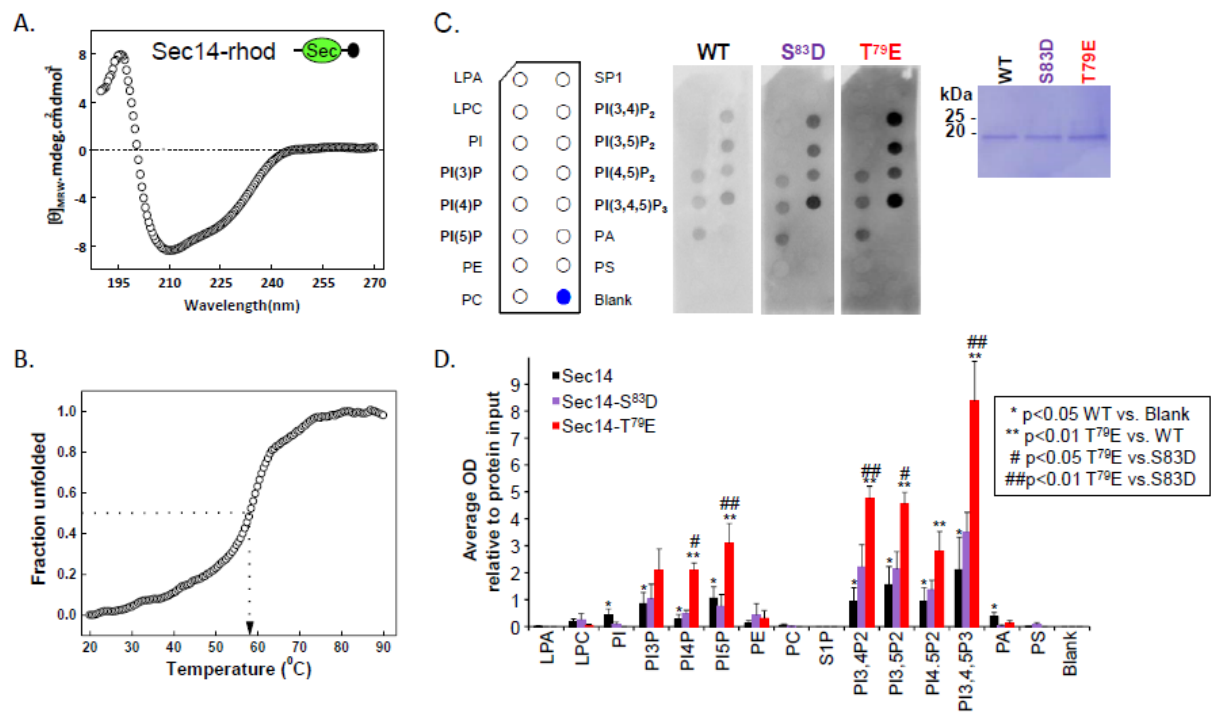 A.
Sec14-rhod
Sec
8
4
0
-4
-8
[θ]MRW. mdeg.cm².dmol⁻¹
195 210 225 240 255 270
Wavelength(nm)
B.
1.0
0.8
0.6
0.4
0.2
0.0
Fraction unfolded
20 30 40 50 60 70 80 90
Temperature (⁰C)
C.
LPA SP1
LPC PI(3,4)P₂
PI PI(3,5)P₂
PI(3)P PI(4,5)P₂
PI(4)P PI(3,4,5)P₃
PI(5)P PA
PE PS
PC Blank
WT S⁸³D T⁷⁹E
WT S83D T79E
kDa
25 -
20 -
D.
Average OD
relative to protein input
9
8
7
6
5
4
3
2
1
0
Sec14
Sec14-S⁸³D
Sec14-T⁷⁹E
* * * # ** * ## ** * ## ** * # ** * ** * ## ** *
LPA LPC PI PI3P PI4P PI5P PE PC S1P PI3,4P2 PI3,5P2 PI4.5P2 PI3,4,5P3 PA PS Blank
* p<0.05 WT vs. Blank
** p<0.01 T⁷⁹E vs. WT
# p<0.05 T⁷⁹E vs.S83D
##p<0.01 T⁷⁹E vs.S83D